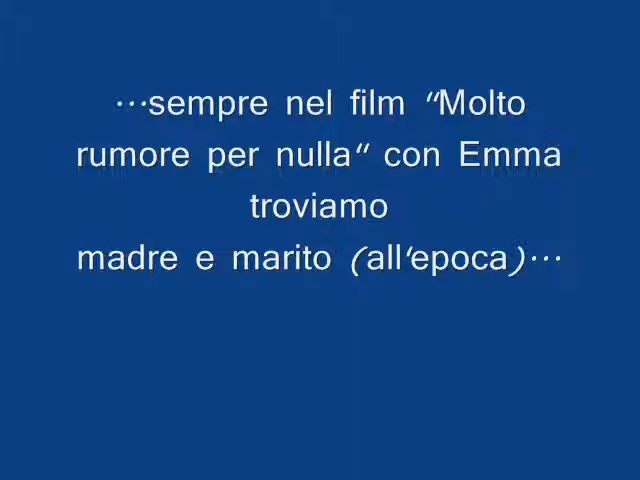 …sempre nel film "Molto
rumore per nulla" con Emma
troviamo
madre e marito (all'epoca)…